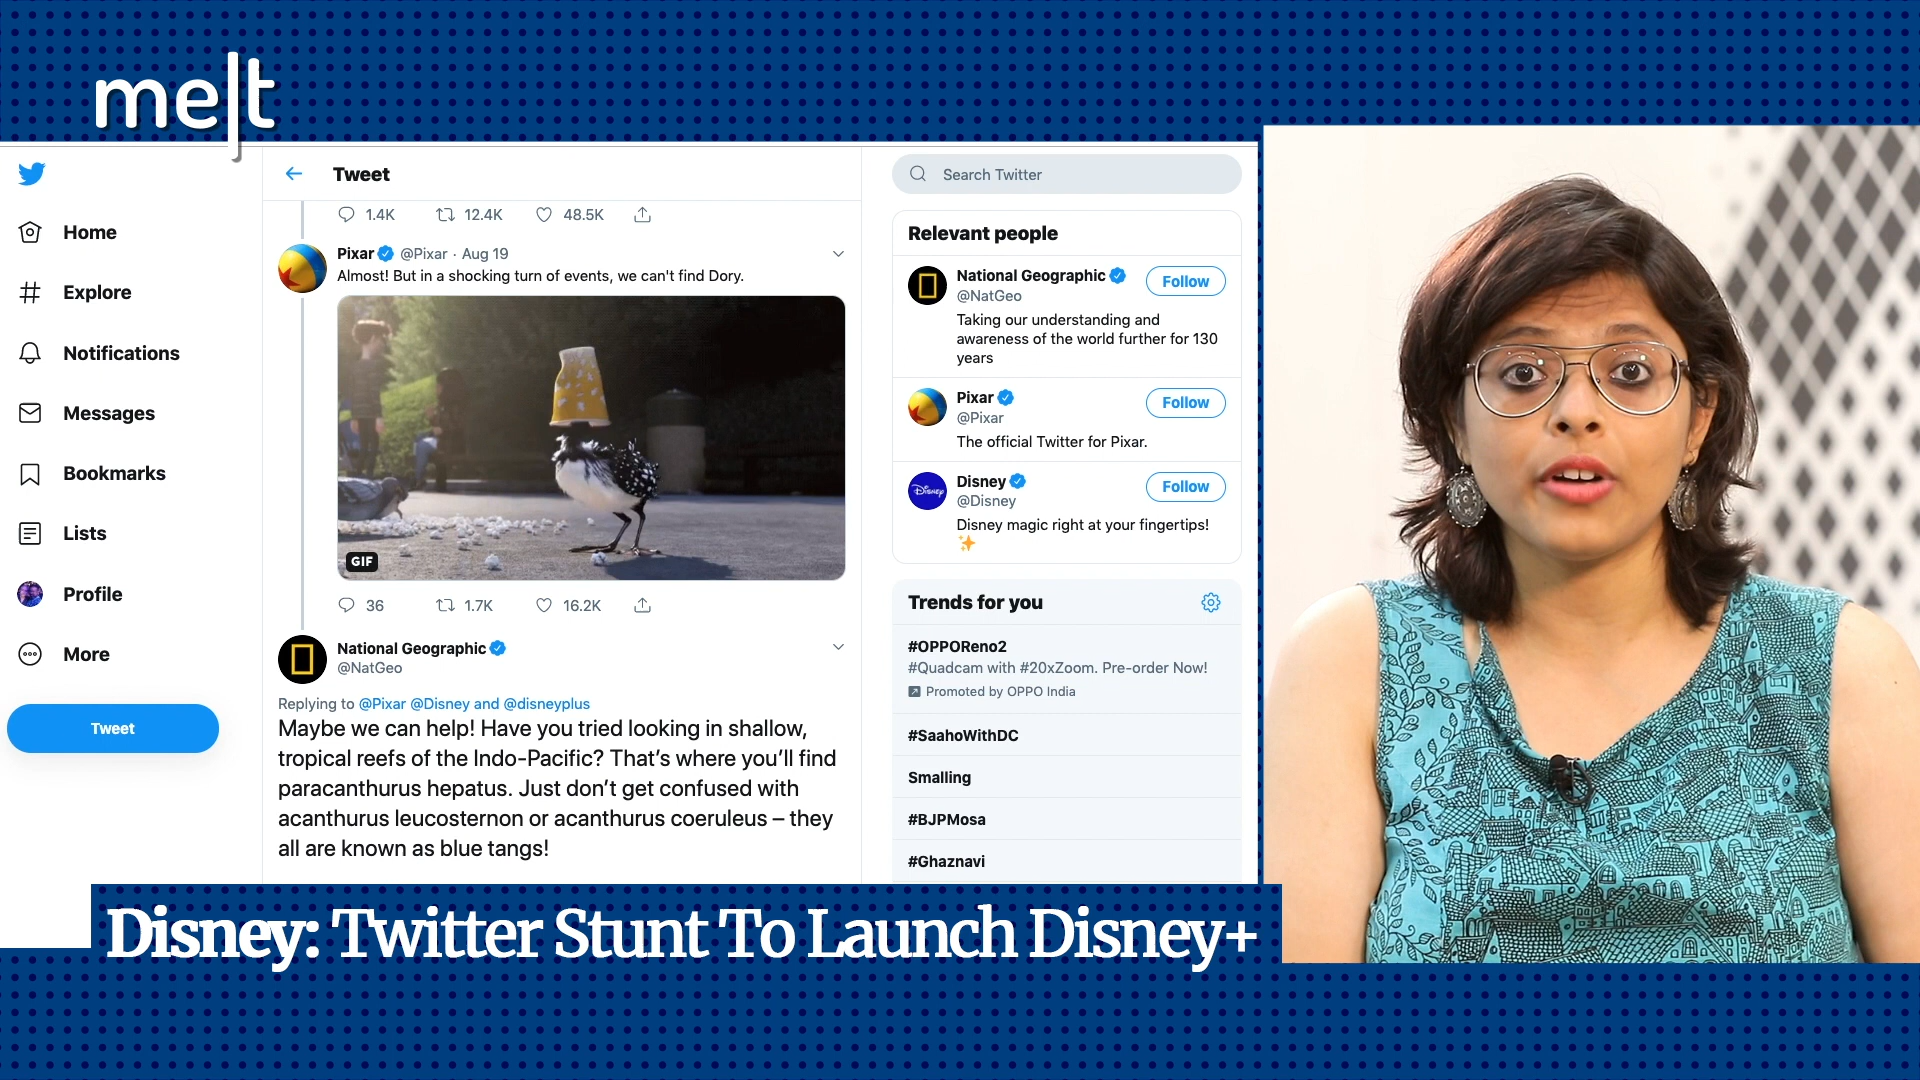 melt
Home
Explore
Notifications
Messages
Bookmarks
Lists
Profile
More
Tweet
Tweet
1.4K 12.4K 48.5K
Pixar @Pixar · Aug 19
Almost! But in a shocking turn of events, we can't find Dory.
GIF
36 1.7K 16.2K
National Geographic
@NatGeo
Replying to @Pixar @Disney and @disneyplus
Maybe we can help! Have you tried looking in shallow,
tropical reefs of the Indo-Pacific? That’s where you’ll find
paracanthurus hepatus. Just don’t get confused with
acanthurus leucosternon or acanthurus coeruleus – they
all are known as blue tangs!
Search Twitter
Relevant people
National Geographic
@NatGeo
Follow
Taking our understanding and
awareness of the world further for 130
years
Pixar
@Pixar
Follow
The official Twitter for Pixar.
Disney
Disney
@Disney
Follow
Disney magic right at your fingertips!
Trends for you
#OPPOReno2
#Quadcam with #20xZoom. Pre-order Now!
Promoted by OPPO India
#SaahoWithDC
Smalling
#BJPMosa
#Ghaznavi
Disney: Twitter Stunt To Launch Disney+